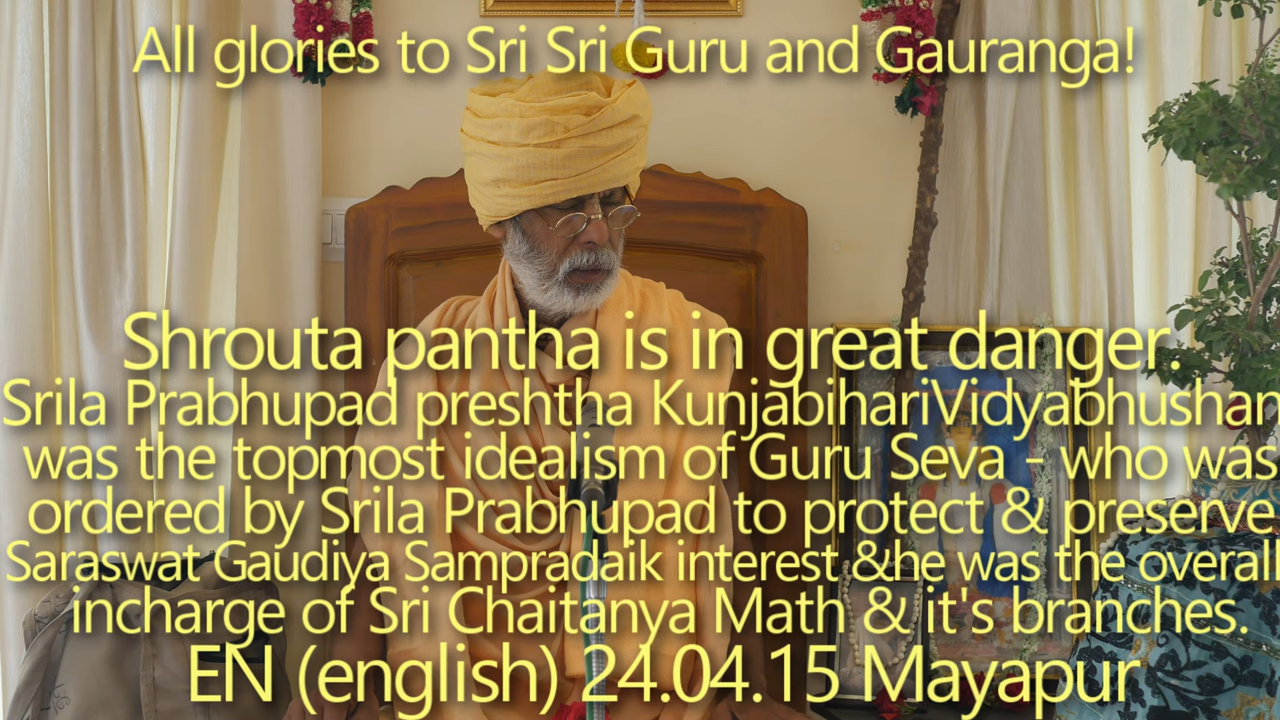 All glories to Sri Sri Guru and Gauranga!
Shrouta pantha is in great danger.
Srila Prabhupad preshtha KunjabihariVidyabhushan
was the topmost idealism of Guru Seva - who was
ordered by Srila Prabhupad to protect & preserve
Saraswat Gaudiya Sampradaik interest &he was the overall
incharge of Sri Chaitanya Math & it's branches.
EN (english) 24.04.15 Mayapur